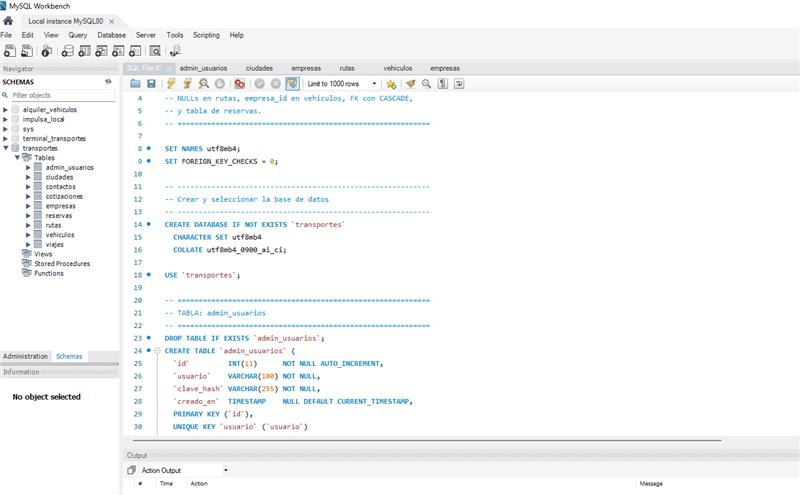 MySQL Workbench
Local instance MySQL80
File Edit View Query Database Server Tools Scripting Help
Navigator
SCHEMAS
Filter objects
alquiler_vehiculos
impulsa_local
sys
terminal_transportes
transportes
Tables
admin_usuarios
ciudades
contactos
cotizaciones
empresas
reservas
rutas
vehiculos
viajes
Views
Stored Procedures
Functions
Administration Schemas
Information
No object selected
SQL File 5* admin_usuarios ciudades empresas rutas vehiculos empresas
Limit to 1000 rows
4 -- NULLs en rutas, empresa_id en vehiculos, FK con CASCADE,
5 -- y tabla de reservas.
6 -- ============================================================
7
8 SET NAMES utf8mb4;
9 SET FOREIGN_KEY_CHECKS = 0;
10
11 -- ------------------------------------------------------------
12 -- Crear y seleccionar la base de datos
13 -- ------------------------------------------------------------
14 CREATE DATABASE IF NOT EXISTS `transportes`
15 CHARACTER SET utf8mb4
16 COLLATE utf8mb4_0900_ai_ci;
17
18 USE `transportes`;
19
20 -- ============================================================
21 -- TABLA: admin_usuarios
22 -- ============================================================
23 DROP TABLE IF EXISTS `admin_usuarios`;
24 CREATE TABLE `admin_usuarios` (
25 `id` INT(11) NOT NULL AUTO_INCREMENT,
26 `usuario` VARCHAR(100) NOT NULL,
27 `clave_hash` VARCHAR(255) NOT NULL,
28 `creado_en` TIMESTAMP NULL DEFAULT CURRENT_TIMESTAMP,
29 PRIMARY KEY (`id`),
30 UNIQUE KEY `usuario` (`usuario`)
Output
Action Output
# Time Action Message